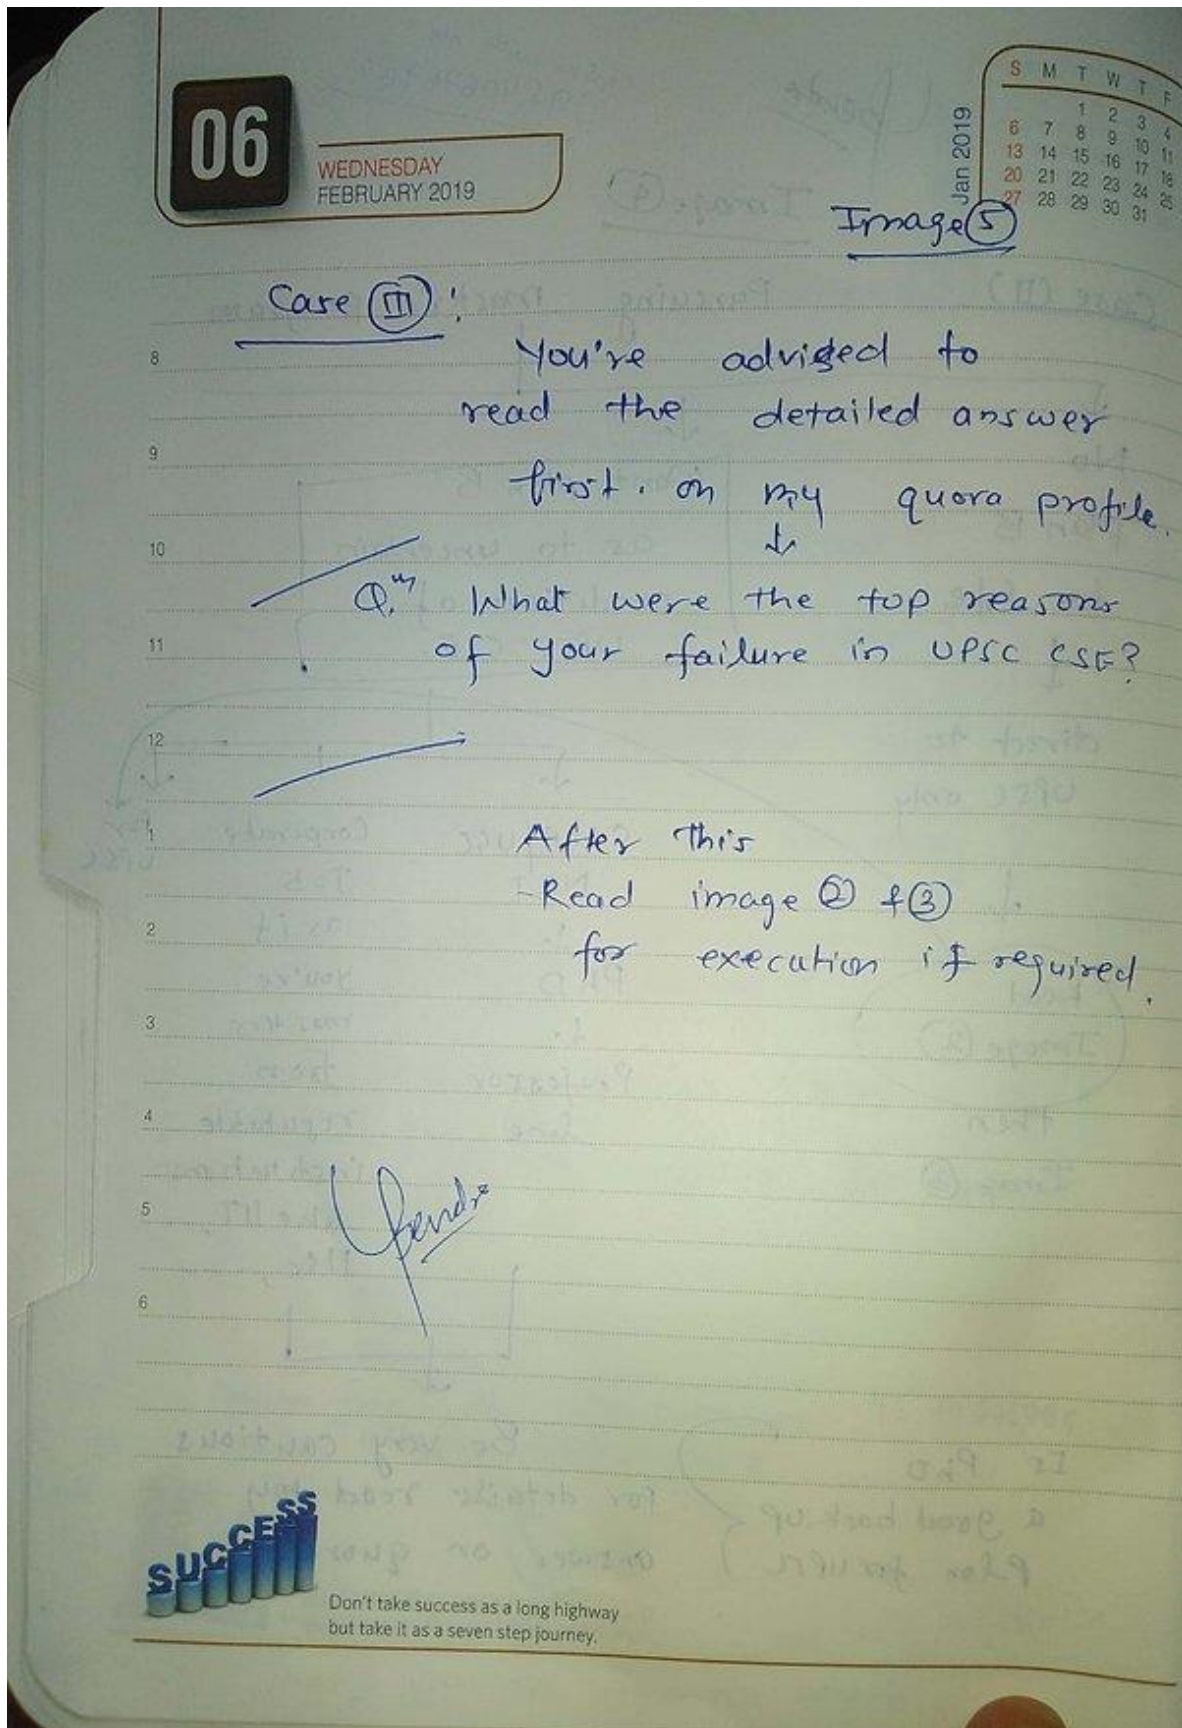 06
WEDNESDAY
FEBRUARY 2019
Jan 2019
S M T W T F
1 2 3 4
6 7 8 9 10 11
13 14 15 16 17 18
20 21 22 23 24 25
27 28 29 30 31
Image 5
Case III :
8
You're advised to
read the detailed answer
9
first. on my quora profile.
↓
10
Q.ⁿ What were the top reasons
11
of your failure in UPSC CSE?
12
1
After this
Read image ② & ③
2
for execution if required.
3
4
5
6
SUCCESS
Don't take success as a long highway
but take it as a seven step journey.